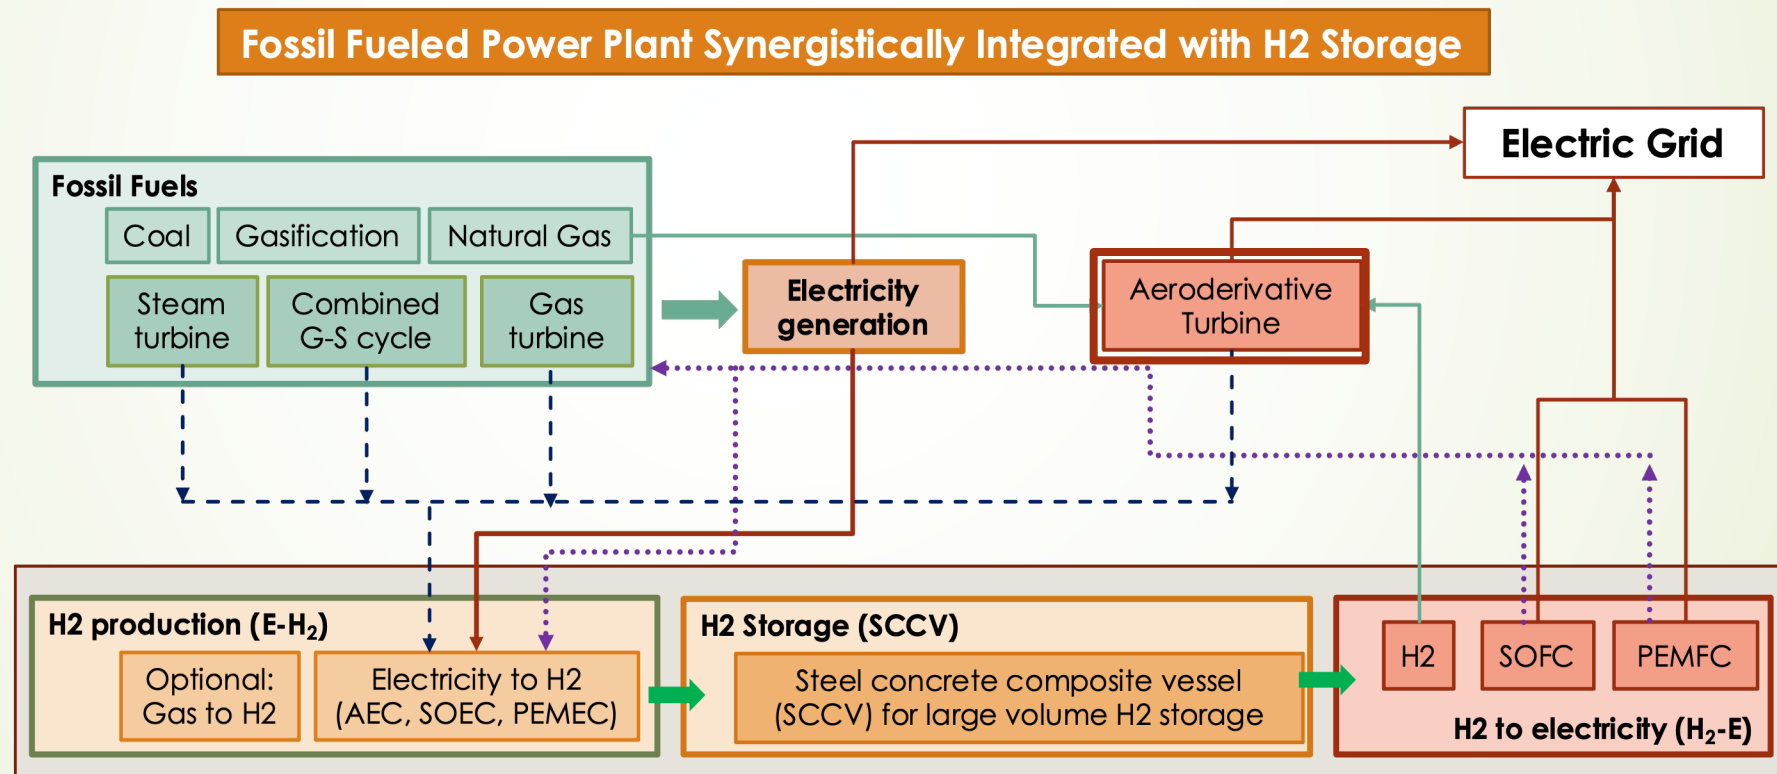 Fossil Fueled Power Plant Synergistically Integrated with H2 Storage
Electric Grid
Fossil Fuels
Coal
Gasification
Natural Gas
Steam
turbine
Combined
G-S cycle
Gas
turbine
Electricity
generation
Aeroderivative
Turbine
H2 production (E-H₂)
Optional:
Gas to H2
Electricity to H2
(AEC, SOEC, PEMEC)
H2 Storage (SCCV)
Steel concrete composite vessel
(SCCV) for large volume H2 storage
H2
SOFC
PEMFC
H2 to electricity (H₂-E)